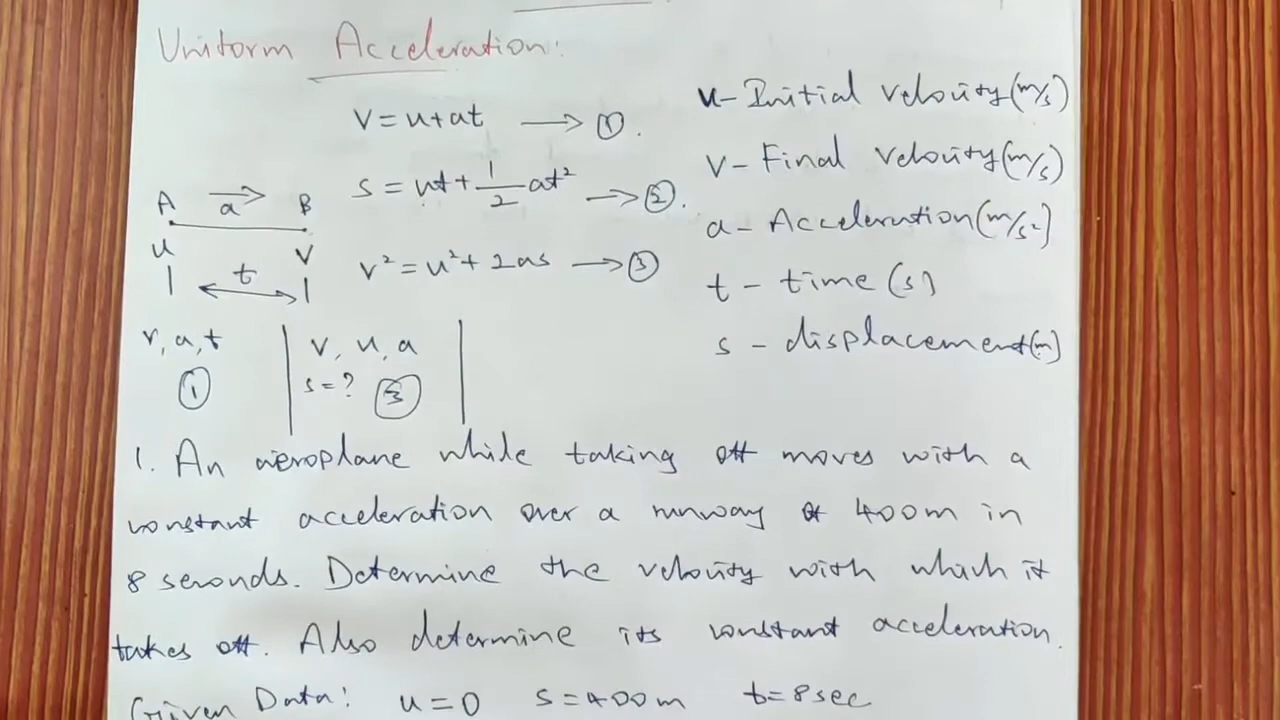 Uniform Acceleration:
v = u+at → ①.
s = ut + 1/2 at² → ②.
v² = u² + 2as → ③
u - Initial velocity (m/s)
v - Final velocity (m/s)
a - Acceleration (m/s²)
t - time (s)
s - displacement (m)
A a B
u v
t
v, u, t
①
v, u, a
s = ? ③
1. An aeroplane while taking off moves with a
constant acceleration over a runway of 400m in
8 seconds. Determine the velocity with which it
takes off. Also determine its constant acceleration.
Given Data: u = 0 s = 400m t = 8 sec